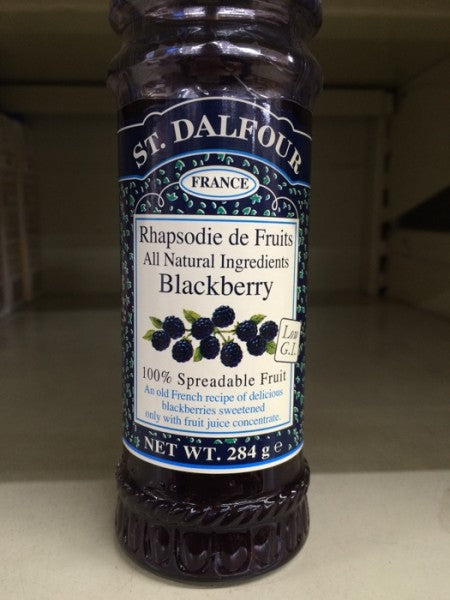 ST. DALFOUR
FRANCE
Rhapsodie de Fruits
All Natural Ingredients
Blackberry
Low
G.I.
100% Spreadable Fruit
An old French recipe of delicious
blackberries sweetened
only with fruit juice concentrate.
NET WT. 284 g ℮